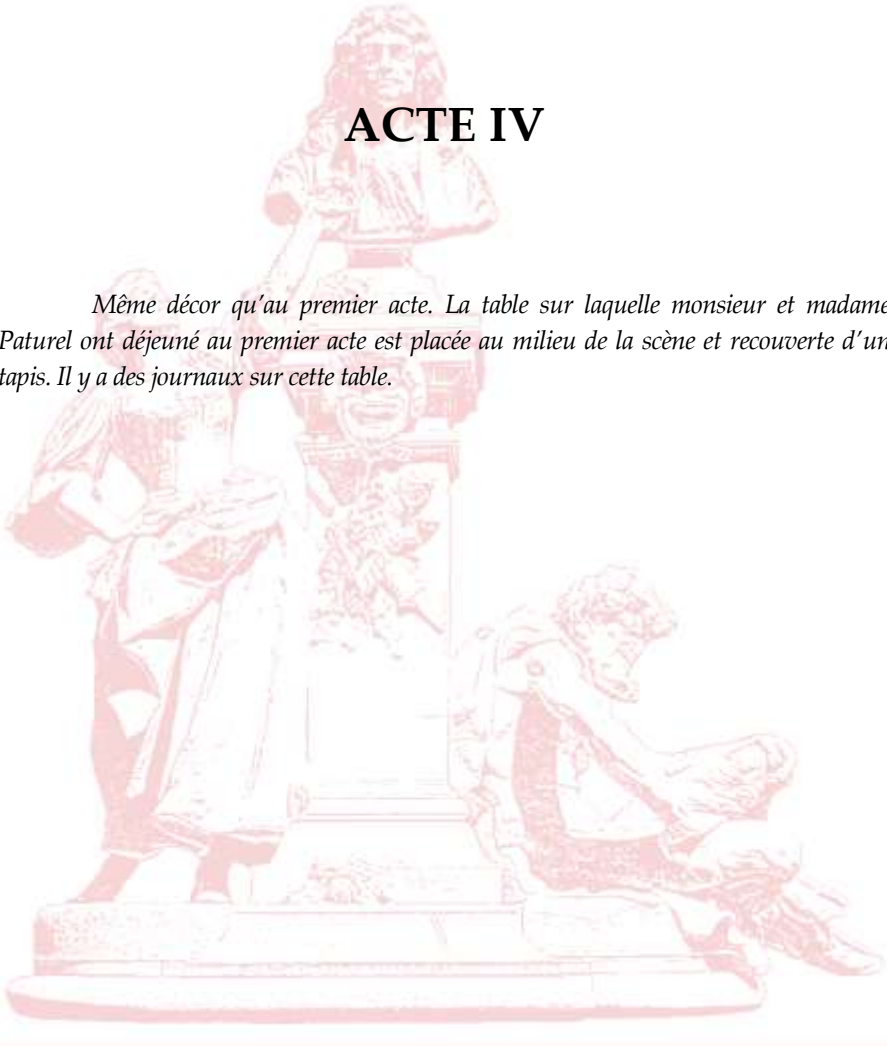 ACTE IV
Même décor qu’au premier acte. La table sur laquelle monsieur et madame
Paturel ont déjeuné au premier acte est placée au milieu de la scène et recouverte d’un
tapis. Il y a des journaux sur cette table.